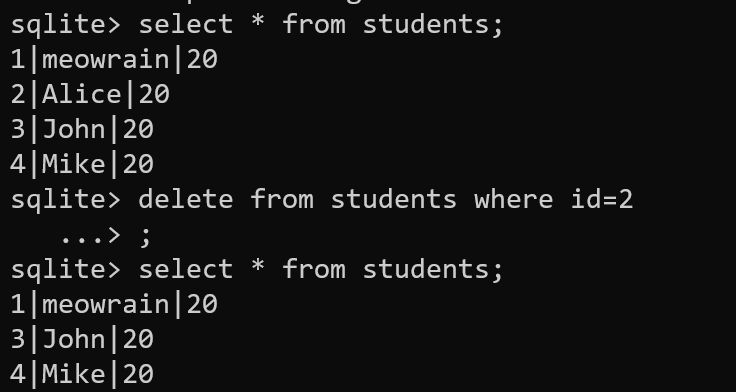 sqlite> select * from students;
1|meowrain|20
2|Alice|20
3|John|20
4|Mike|20
sqlite> delete from students where id=2
   ...> ;
sqlite> select * from students;
1|meowrain|20
3|John|20
4|Mike|20